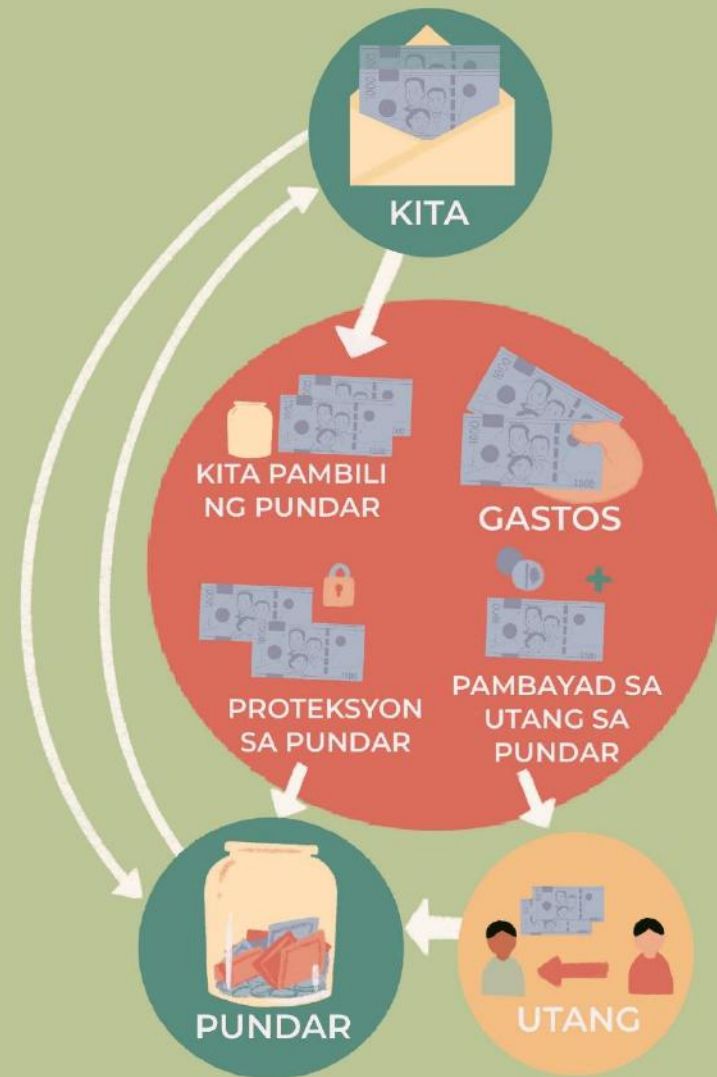 KITA
KITA PAMBILI
NG PUNDAR
GASTOS
PROTEKSYON
SA PUNDAR
PAMBAYAD SA
UTANG SA
PUNDAR
PUNDAR
UTANG